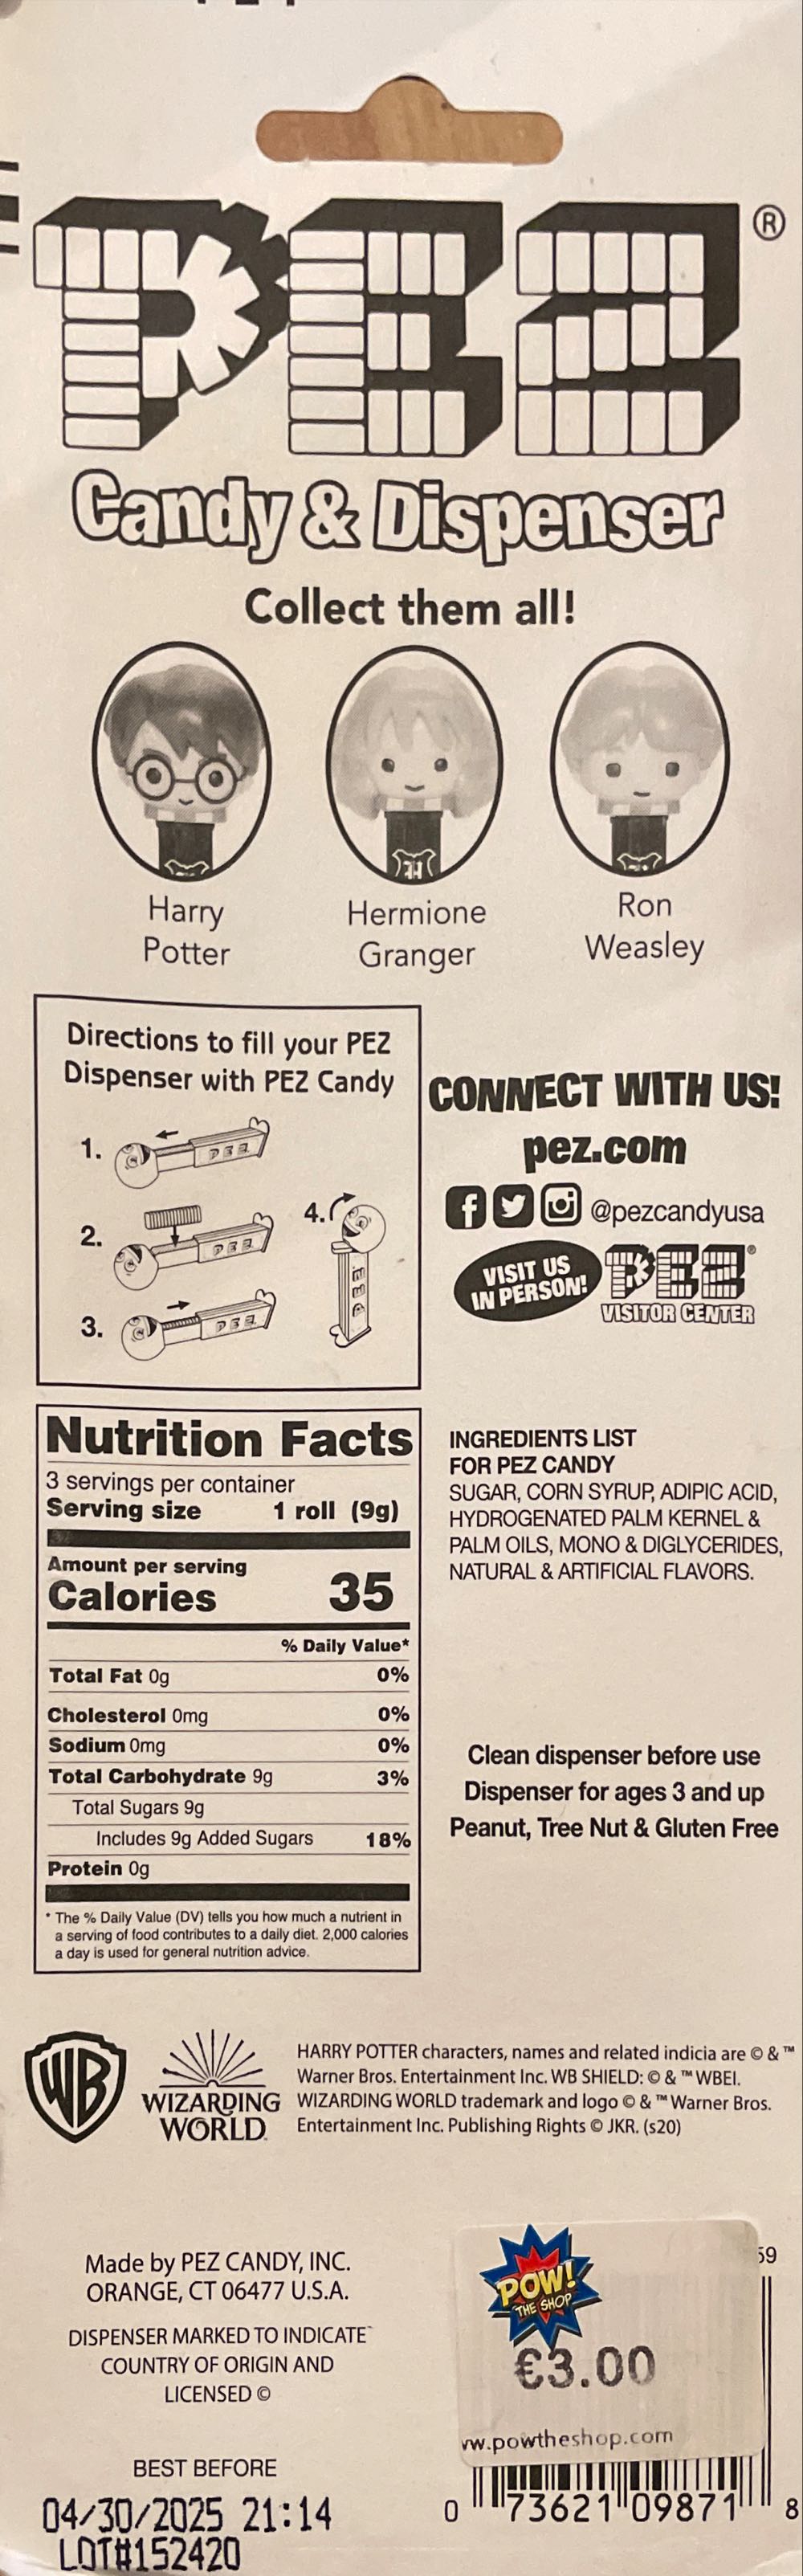 PEZ®
Candy & Dispenser
Collect them all!
Harry
Potter
Hermione
Granger
Ron
Weasley
Directions to fill your PEZ
Dispenser with PEZ Candy
1.
PEZ
2.
PEZ
3.
PEZ
4.
PEZ
CONNECT WITH US!
pez.com
@pezcandyusa
VISIT US
IN PERSON!
PEZ®
VISITOR CENTER
Nutrition Facts
3 servings per container
Serving size 1 roll (9g)
Amount per serving
Calories 35
% Daily Value*
Total Fat 0g 0%
Cholesterol 0mg 0%
Sodium 0mg 0%
Total Carbohydrate 9g 3%
Total Sugars 9g
Includes 9g Added Sugars 18%
Protein 0g
* The % Daily Value (DV) tells you how much a nutrient in
a serving of food contributes to a daily diet. 2,000 calories
a day is used for general nutrition advice.
INGREDIENTS LIST
FOR PEZ CANDY
SUGAR, CORN SYRUP, ADIPIC ACID,
HYDROGENATED PALM KERNEL &
PALM OILS, MONO & DIGLYCERIDES,
NATURAL & ARTIFICIAL FLAVORS.
Clean dispenser before use
Dispenser for ages 3 and up
Peanut, Tree Nut & Gluten Free
WB
WIZARDING
WORLD
HARRY POTTER characters, names and related indicia are © & ™
Warner Bros. Entertainment Inc. WB SHIELD: © & ™ WBEI.
WIZARDING WORLD trademark and logo © & ™ Warner Bros.
Entertainment Inc. Publishing Rights © JKR. (s20)
Made by PEZ CANDY, INC.
ORANGE, CT 06477 U.S.A.
DISPENSER MARKED TO INDICATE
COUNTRY OF ORIGIN AND
LICENSED ©
BEST BEFORE
04/30/2025 21:14
LOT#152420
59
POW!
THE SHOP
€3.00
w.powtheshop.com
0 73621 09871 8